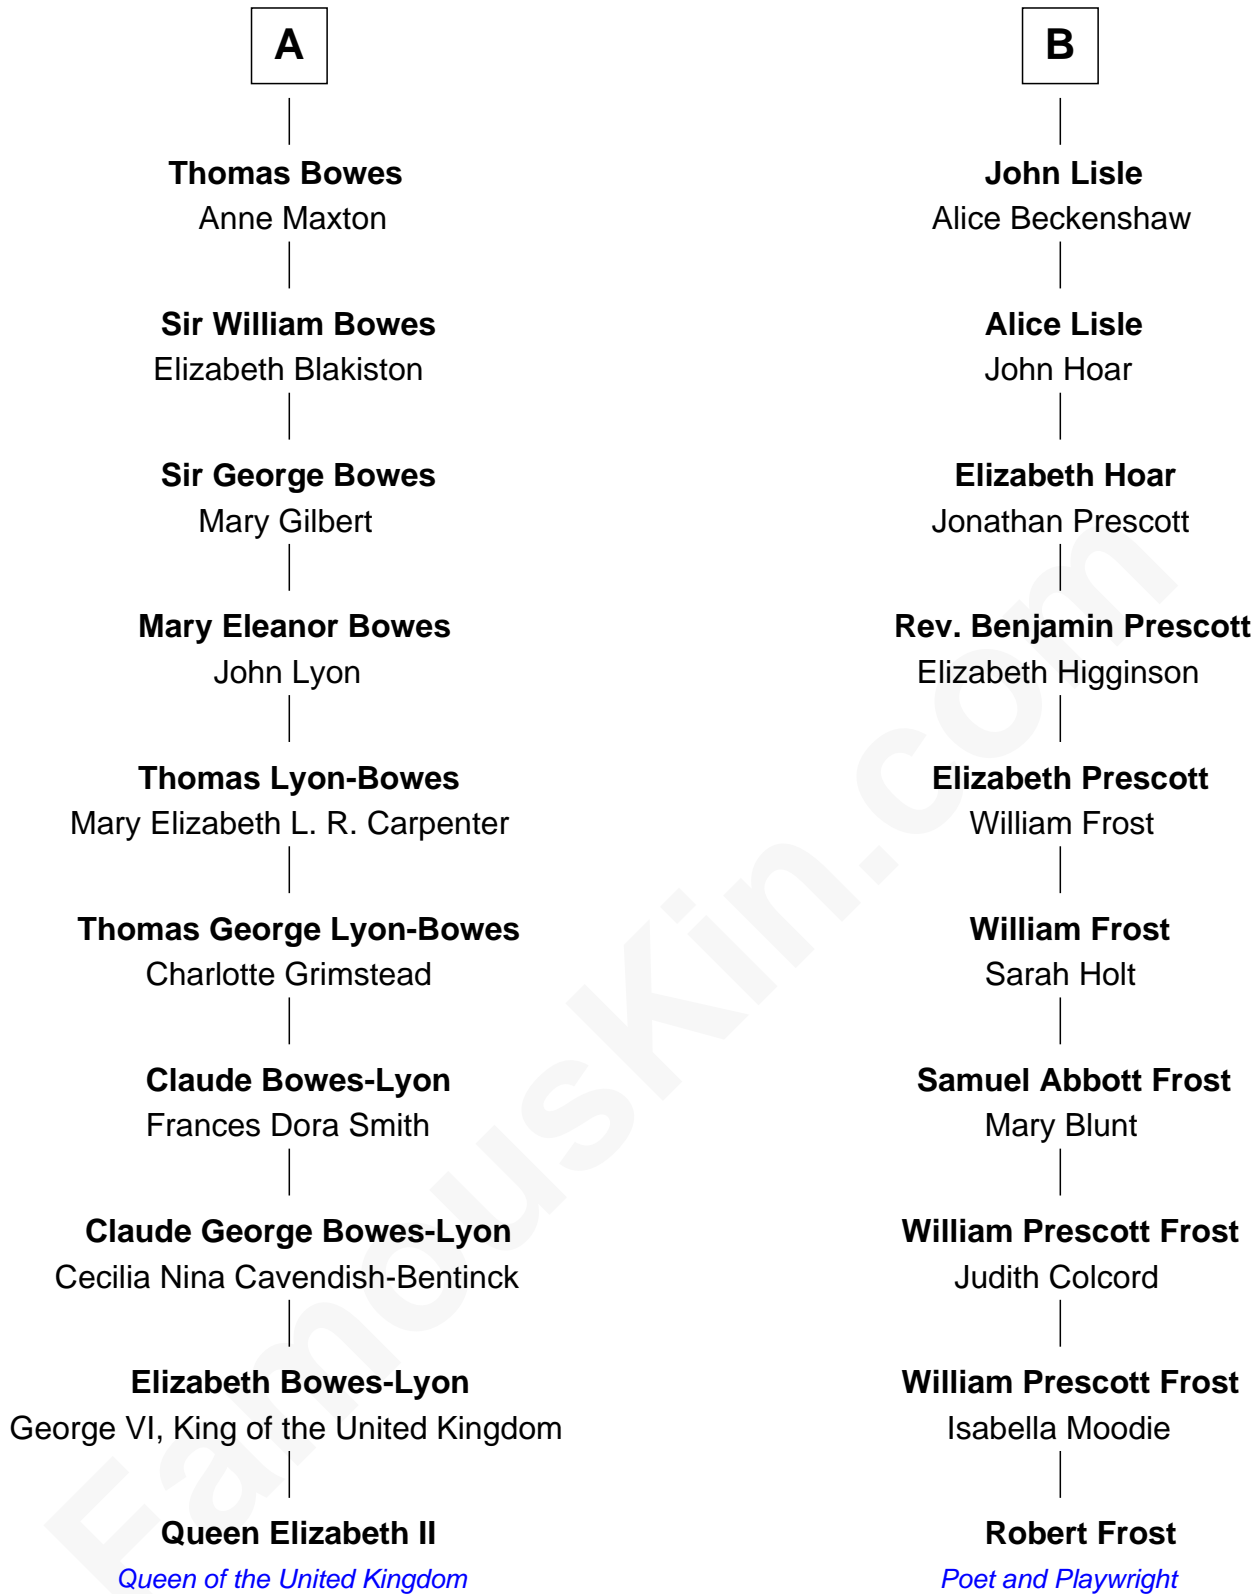 A
Thomas Bowes
Anne Maxton
Sir William Bowes
Elizabeth Blakiston
Sir George Bowes
Mary Gilbert
Mary Eleanor Bowes
John Lyon
Thomas Lyon-Bowes
Mary Elizabeth L. R. Carpenter
Thomas George Lyon-Bowes
Charlotte Grimstead
Claude Bowes-Lyon
Frances Dora Smith
Claude George Bowes-Lyon
Cecilia Nina Cavendish-Bentinck
Elizabeth Bowes-Lyon
George VI, King of the United Kingdom
Queen Elizabeth II
Queen of the United Kingdom
B
John Lisle
Alice Beckenshaw
Alice Lisle
John Hoar
Elizabeth Hoar
Jonathan Prescott
Rev. Benjamin Prescott
Elizabeth Higginson
Elizabeth Prescott
William Frost
William Frost
Sarah Holt
Samuel Abbott Frost
Mary Blunt
William Prescott Frost
Judith Colcord
William Prescott Frost
Isabella Moodie
Robert Frost
Poet and Playwright
FamousKin.com